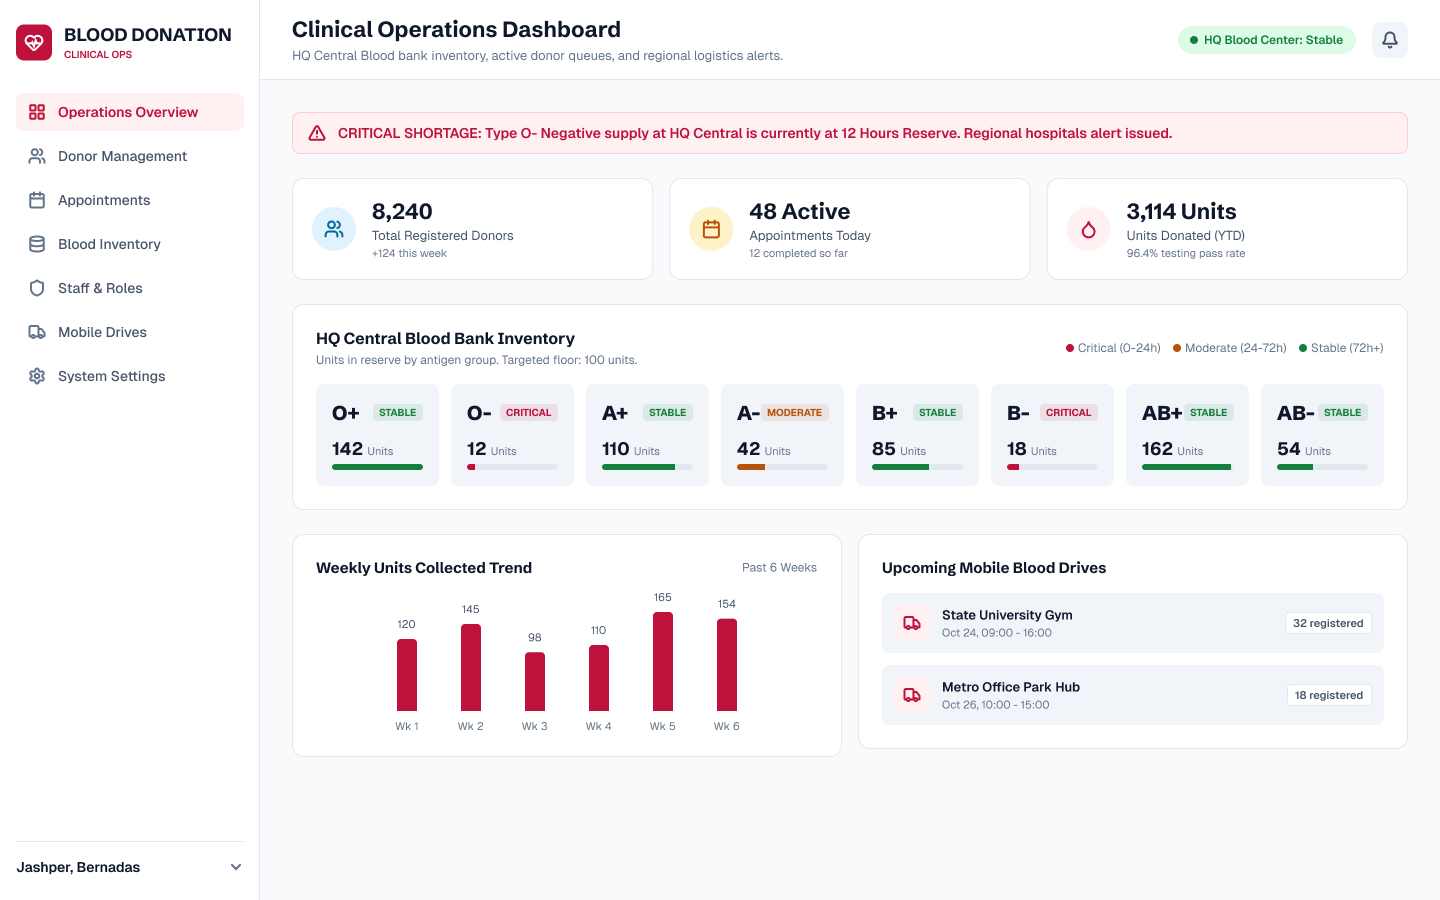 BLOOD DONATION
CLINICAL OPS
Operations Overview
Donor Management
Appointments
Blood Inventory
Staff & Roles
Mobile Drives
System Settings
Jashper, Bernadas
Clinical Operations Dashboard
HQ Central Blood bank inventory, active donor queues, and regional logistics alerts.
HQ Blood Center: Stable
CRITICAL SHORTAGE: Type O- Negative supply at HQ Central is currently at 12 Hours Reserve. Regional hospitals alert issued.
8,240
Total Registered Donors
+124 this week
48 Active
Appointments Today
12 completed so far
3,114 Units
Units Donated (YTD)
96.4% testing pass rate
HQ Central Blood Bank Inventory
Units in reserve by antigen group. Targeted floor: 100 units.
Critical (0-24h) Moderate (24-72h) Stable (72h+)
O+ STABLE
142 Units
O- CRITICAL
12 Units
A+ STABLE
110 Units
A- MODERATE
42 Units
B+ STABLE
85 Units
B- CRITICAL
18 Units
AB+ STABLE
162 Units
AB- STABLE
54 Units
Weekly Units Collected Trend
Past 6 Weeks
120 145 98 110 165 154
Wk 1 Wk 2 Wk 3 Wk 4 Wk 5 Wk 6
Upcoming Mobile Blood Drives
State University Gym
Oct 24, 09:00 - 16:00
32 registered
Metro Office Park Hub
Oct 26, 10:00 - 15:00
18 registered